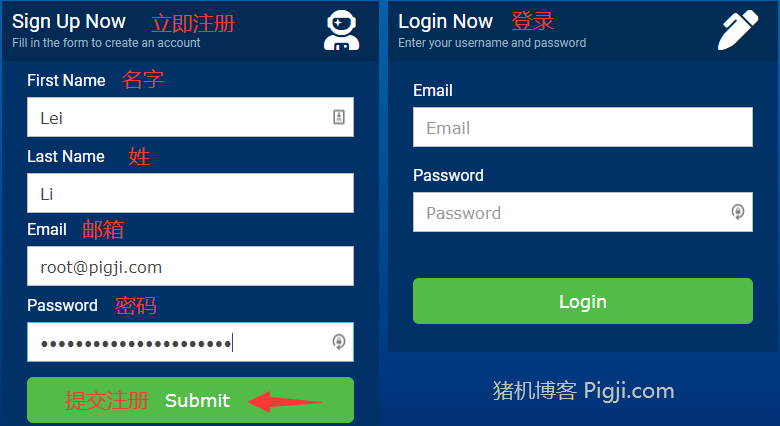 Sign Up Now 立即注册
Fill in the form to create an account
First Name 名字
Lei
Last Name 姓
Li
Email 邮箱
root@pigji.com
Password 密码
••••••••••••••••••••••
提交注册 Submit
Login Now 登录
Enter your username and password
Email
Email
Password
Password
Login
猪机博客 Pigji.com